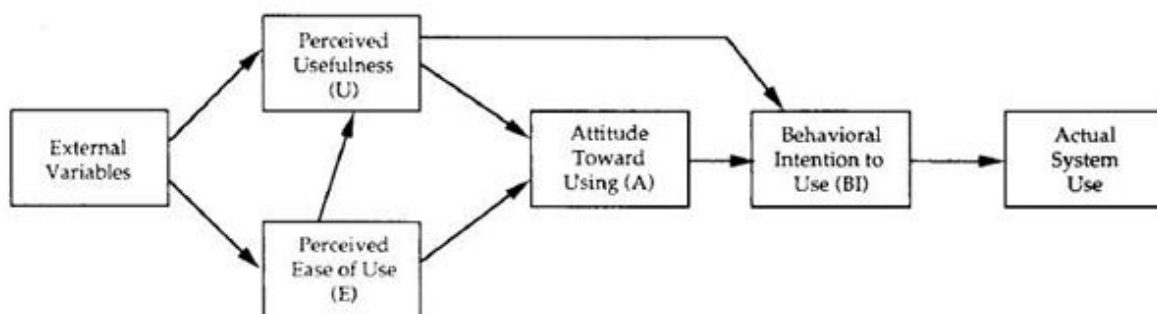 External
Variables
Perceived
Usefulness
(U)
Perceived
Ease of Use
(E)
Attitude
Toward
Using (A)
Behavioral
Intention to
Use (BI)
Actual
System
Use